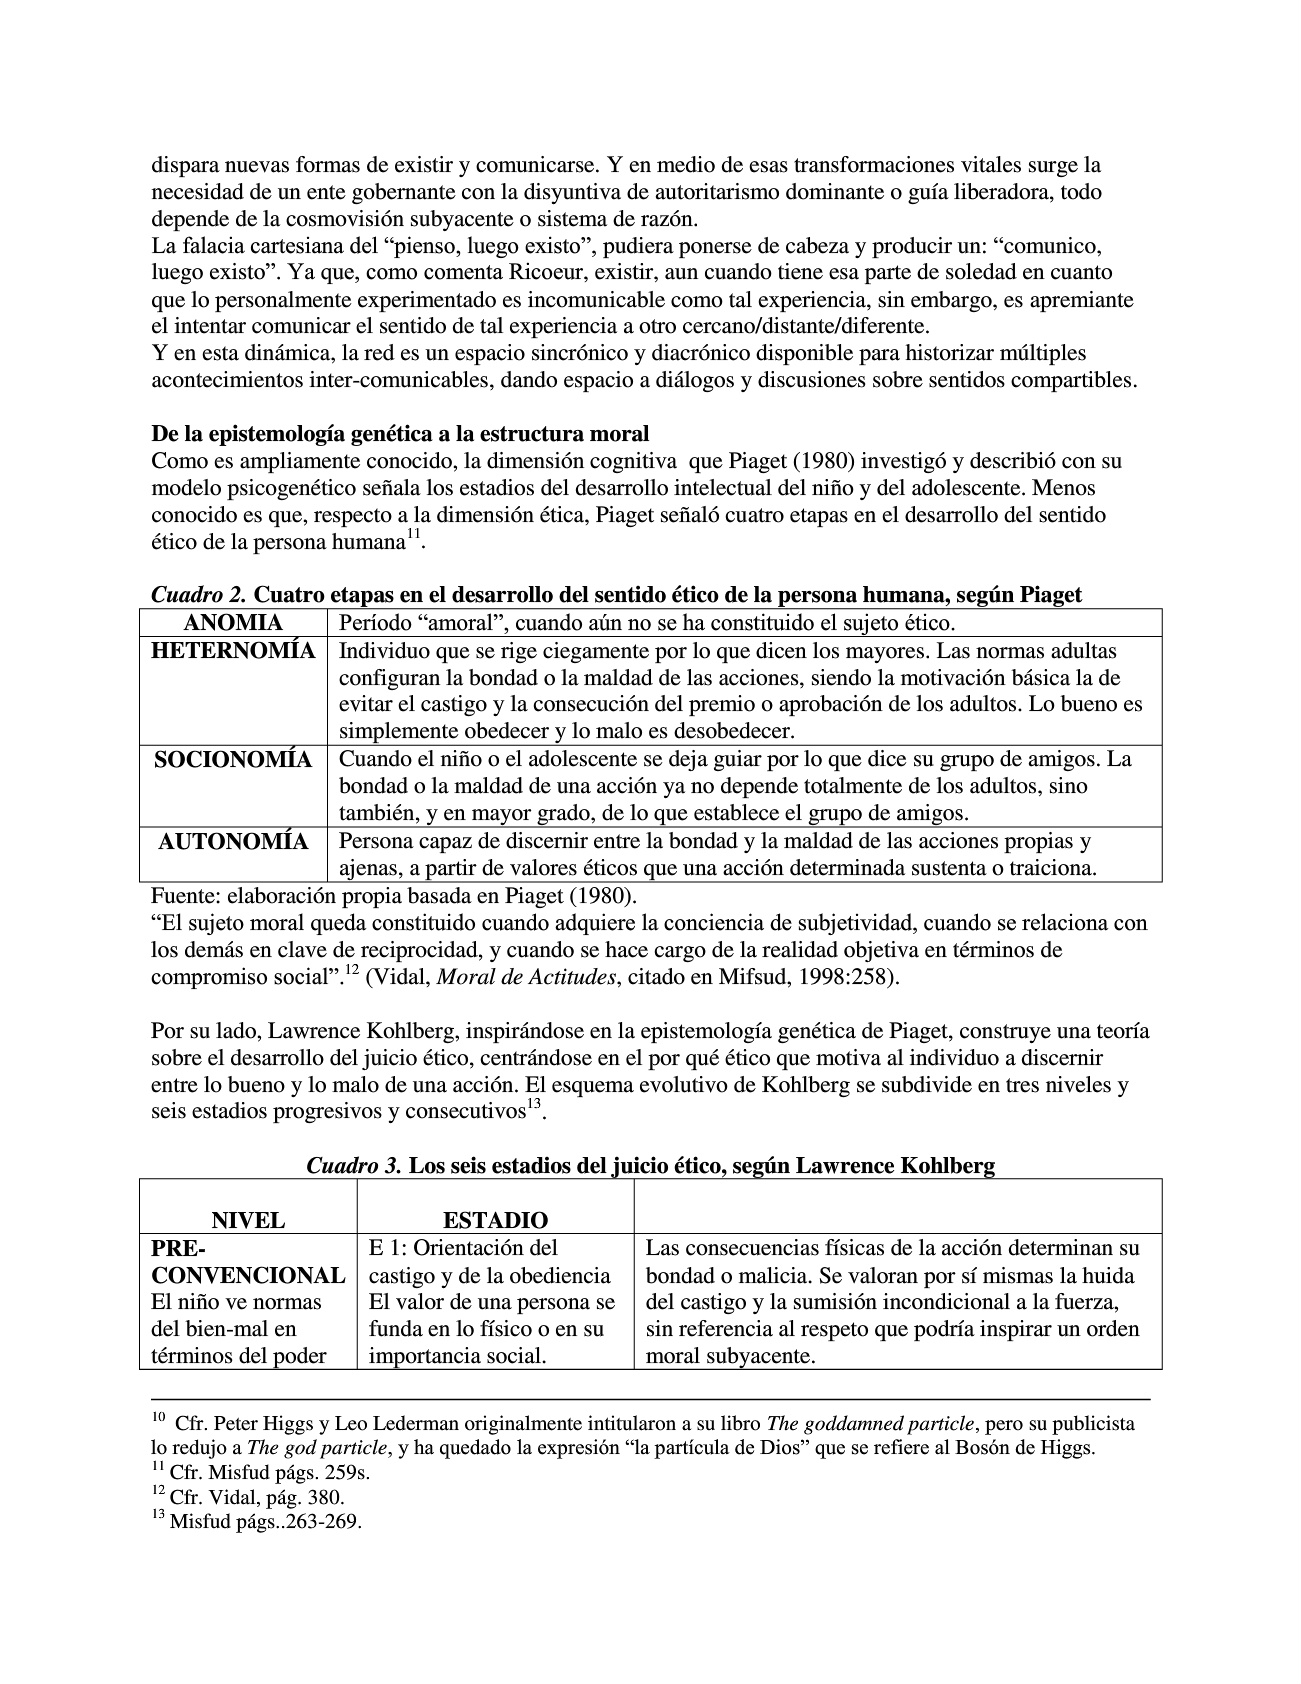 dispara nuevas formas de existir y comunicarse. Y en medio de esas transformaciones vitales surge la
necesidad de un ente gobernante con la disyuntiva de autoritarismo dominante o guía liberadora, todo
depende de la cosmovisión subyacente o sistema de razón.
La falacia cartesiana del “pienso, luego existo”, pudiera ponerse de cabeza y producir un: “comunico,
luego existo”. Ya que, como comenta Ricoeur, existir, aun cuando tiene esa parte de soledad en cuanto
que lo personalmente experimentado es incomunicable como tal experiencia, sin embargo, es apremiante
el intentar comunicar el sentido de tal experiencia a otro cercano/distante/diferente.
Y en esta dinámica, la red es un espacio sincrónico y diacrónico disponible para historizar múltiples
acontecimientos inter-comunicables, dando espacio a diálogos y discusiones sobre sentidos compartibles.
De la epistemología genética a la estructura moral
Como es ampliamente conocido, la dimensión cognitiva  que Piaget (1980) investigó y describió con su
modelo psicogenético señala los estadios del desarrollo intelectual del niño y del adolescente. Menos
conocido es que, respecto a la dimensión ética, Piaget señaló cuatro etapas en el desarrollo del sentido
ético de la persona humana11.
Cuadro 2. Cuatro etapas en el desarrollo del sentido ético de la persona humana, según Piaget
ANOMIA
Período “amoral”, cuando aún no se ha constituido el sujeto ético.
HETERNOMÍA
Individuo que se rige ciegamente por lo que dicen los mayores. Las normas adultas
configuran la bondad o la maldad de las acciones, siendo la motivación básica la de
evitar el castigo y la consecución del premio o aprobación de los adultos. Lo bueno es
simplemente obedecer y lo malo es desobedecer.
SOCIONOMÍA
Cuando el niño o el adolescente se deja guiar por lo que dice su grupo de amigos. La
bondad o la maldad de una acción ya no depende totalmente de los adultos, sino
también, y en mayor grado, de lo que establece el grupo de amigos.
AUTONOMÍA
Persona capaz de discernir entre la bondad y la maldad de las acciones propias y
ajenas, a partir de valores éticos que una acción determinada sustenta o traiciona.
Fuente: elaboración propia basada en Piaget (1980).
“El sujeto moral queda constituido cuando adquiere la conciencia de subjetividad, cuando se relaciona con
los demás en clave de reciprocidad, y cuando se hace cargo de la realidad objetiva en términos de
compromiso social”.12 (Vidal, Moral de Actitudes, citado en Mifsud, 1998:258).
Por su lado, Lawrence Kohlberg, inspirándose en la epistemología genética de Piaget, construye una teoría
sobre el desarrollo del juicio ético, centrándose en el por qué ético que motiva al individuo a discernir
entre lo bueno y lo malo de una acción. El esquema evolutivo de Kohlberg se subdivide en tres niveles y
seis estadios progresivos y consecutivos13.
Cuadro 3. Los seis estadios del juicio ético, según Lawrence Kohlberg
NIVEL
ESTADIO
PRE-
CONVENCIONAL
El niño ve normas
del bien-mal en
términos del poder
E 1: Orientación del
castigo y de la obediencia
El valor de una persona se
funda en lo físico o en su
importancia social.
Las consecuencias físicas de la acción determinan su
bondad o malicia. Se valoran por sí mismas la huida
del castigo y la sumisión incondicional a la fuerza,
sin referencia al respeto que podría inspirar un orden
moral subyacente.
10  Cfr. Peter Higgs y Leo Lederman originalmente intitularon a su libro The goddamned particle, pero su publicista
lo redujo a The god particle, y ha quedado la expresión “la partícula de Dios” que se refiere al Bosón de Higgs.
11 Cfr. Misfud págs. 259s.
12 Cfr. Vidal, pág. 380.
13 Misfud págs..263-269.